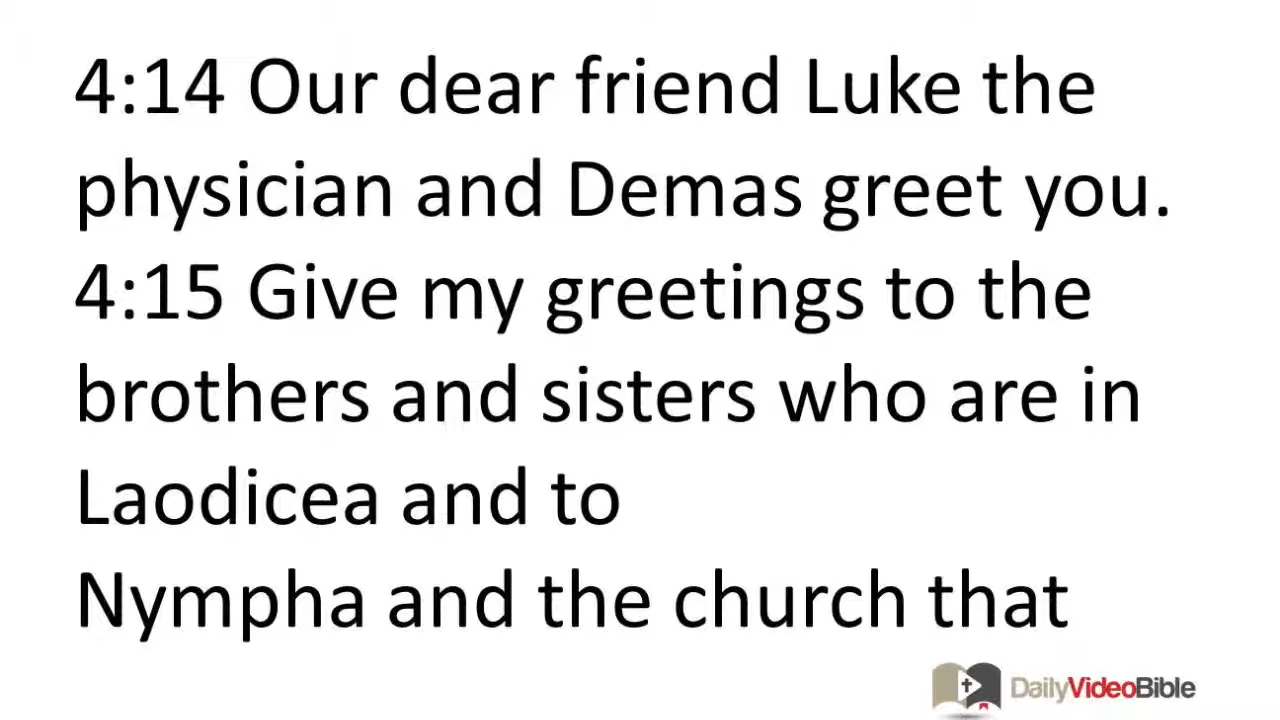 4:14 Our dear friend Luke the
physician and Demas greet you.
4:15 Give my greetings to the
brothers and sisters who are in
Laodicea and to
Nympha and the church that
DailyVideoBible